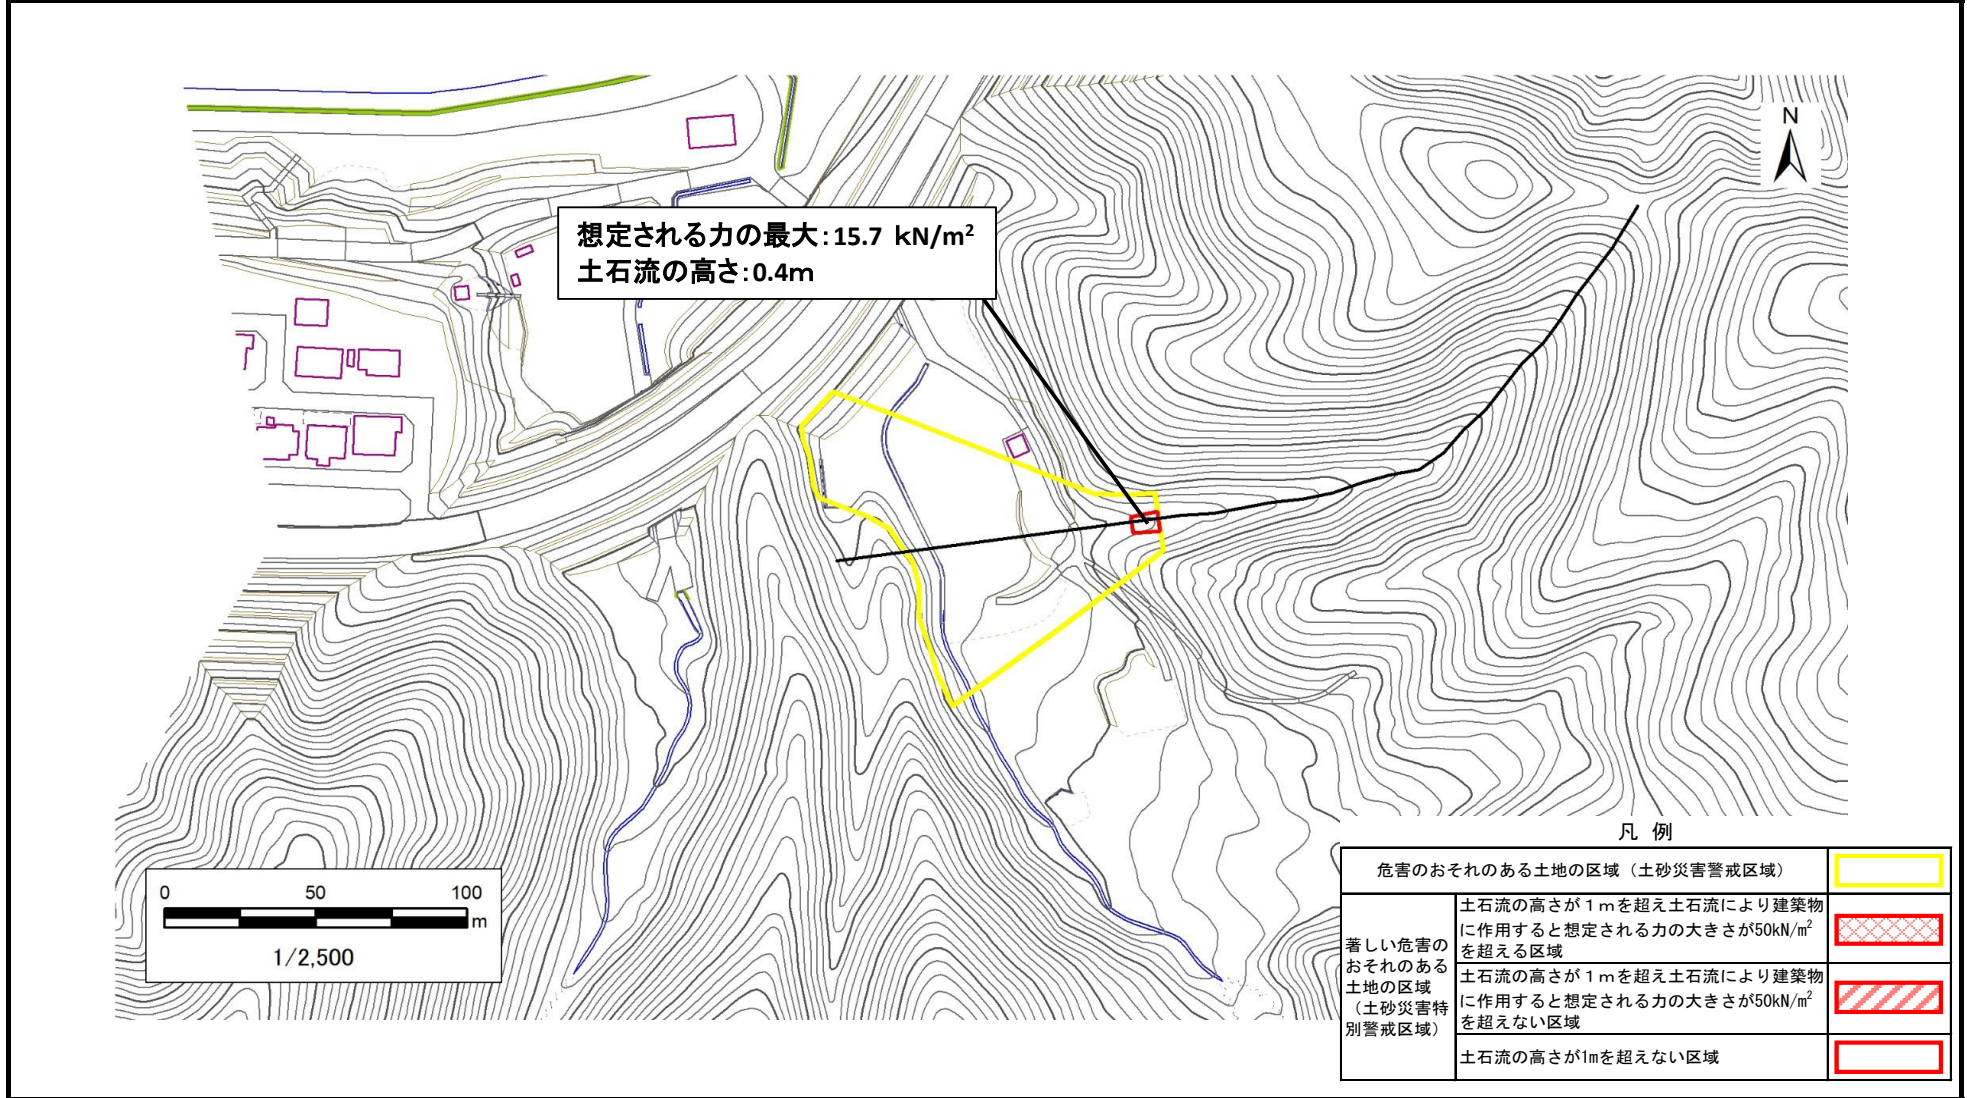 N
想定される力の最大:15.7 kN/m²
土石流の高さ:0.4m
0 50 100
m
1/2,500
凡 例
危害のおそれのある土地の区域（土砂災害警戒区域）
著しい危害の
おそれのある
土地の区域
（土砂災害特
別警戒区域）
土石流の高さが１ｍを超え土石流により建築物
に作用すると想定される力の大きさが50kN/m²
を超える区域
土石流の高さが１ｍを超え土石流により建築物
に作用すると想定される力の大きさが50kN/m²
を超えない区域
土石流の高さが1mを超えない区域